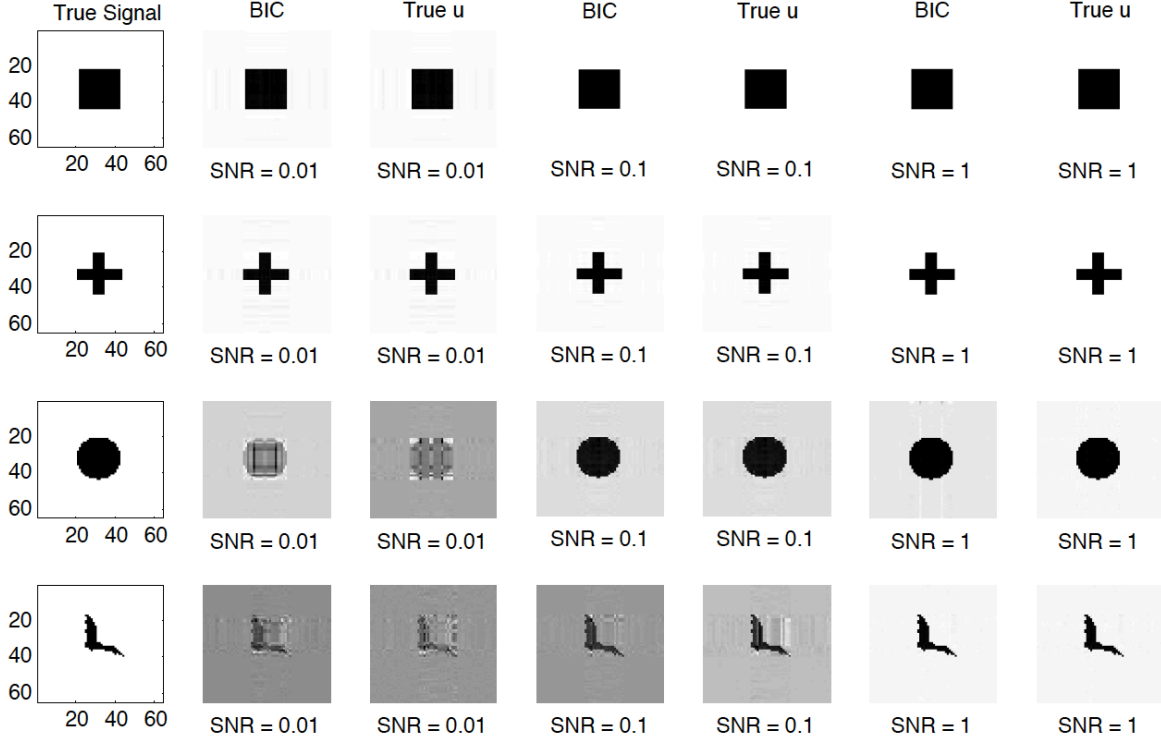 True Signal BIC True u BIC True u BIC True u
20
40
60
20 40 60 SNR = 0.01 SNR = 0.01 SNR = 0.1 SNR = 0.1 SNR = 1 SNR = 1
20
40
60
20 40 60 SNR = 0.01 SNR = 0.01 SNR = 0.1 SNR = 0.1 SNR = 1 SNR = 1
20
40
60
20 40 60 SNR = 0.01 SNR = 0.01 SNR = 0.1 SNR = 0.1 SNR = 1 SNR = 1
20
40
60
20 40 60 SNR = 0.01 SNR = 0.01 SNR = 0.1 SNR = 0.1 SNR = 1 SNR = 1